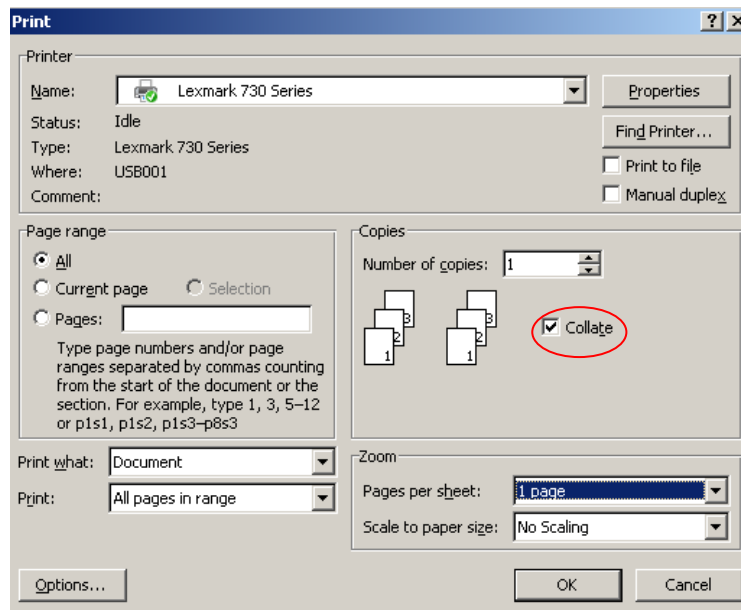 Print
Printer
Name: Lexmark 730 Series Properties
Status: Idle
Type: Lexmark 730 Series Find Printer...
Where: USB001 Print to file
Comment: Manual duplex
Page range
All
Current page Selection
Pages:
Type page numbers and/or page
ranges separated by commas counting
from the start of the document or the
section. For example, type 1, 3, 5–12
or p1s1, p1s2, p1s3–p8s3
Copies
Number of copies: 1
3 3
2 2
1 1
Collate
Print what: Document
Print: All pages in range
Zoom
Pages per sheet: 1 page
Scale to paper size: No Scaling
Options... OK Cancel